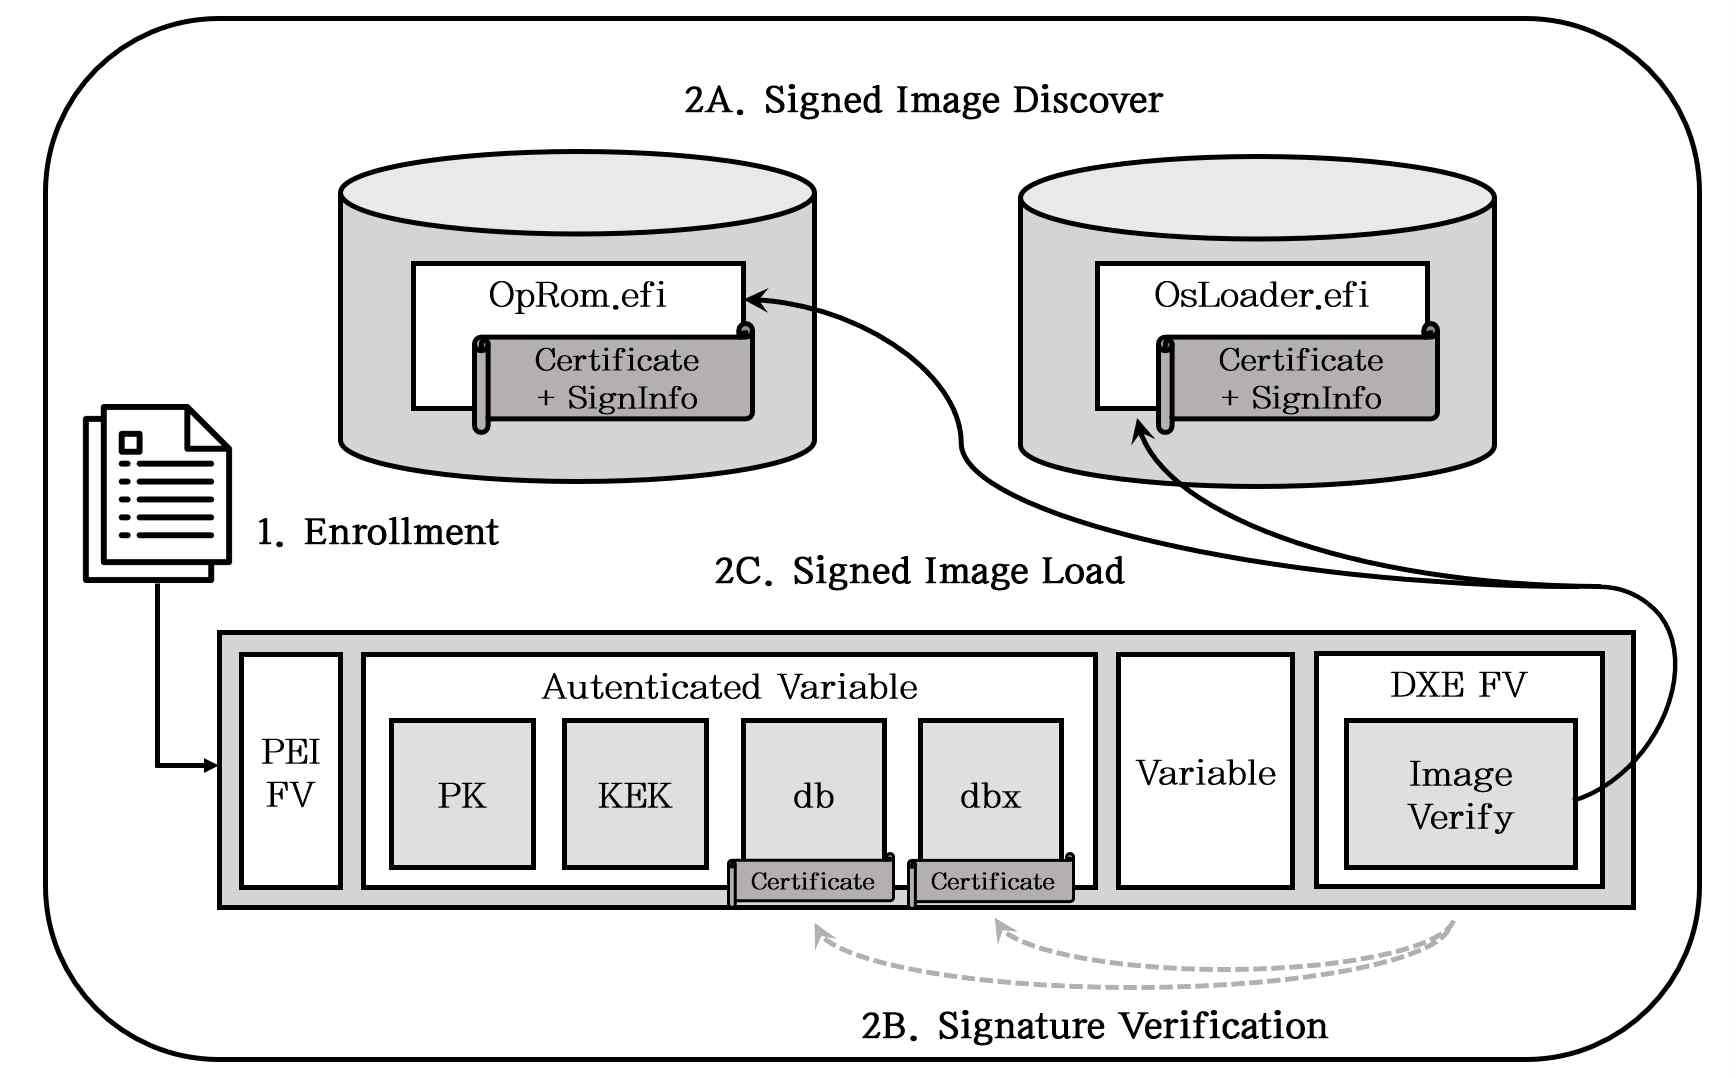 2A. Signed Image Discover
OpRom.efi
Certificate
+ SignInfo
OsLoader.efi
Certificate
+ SignInfo
1. Enrollment
2C. Signed Image Load
PEI
FV
Autenticated Variable
PK
KEK
db
dbx
Certificate
Certificate
Variable
DXE FV
Image
Verify
2B. Signature Verification